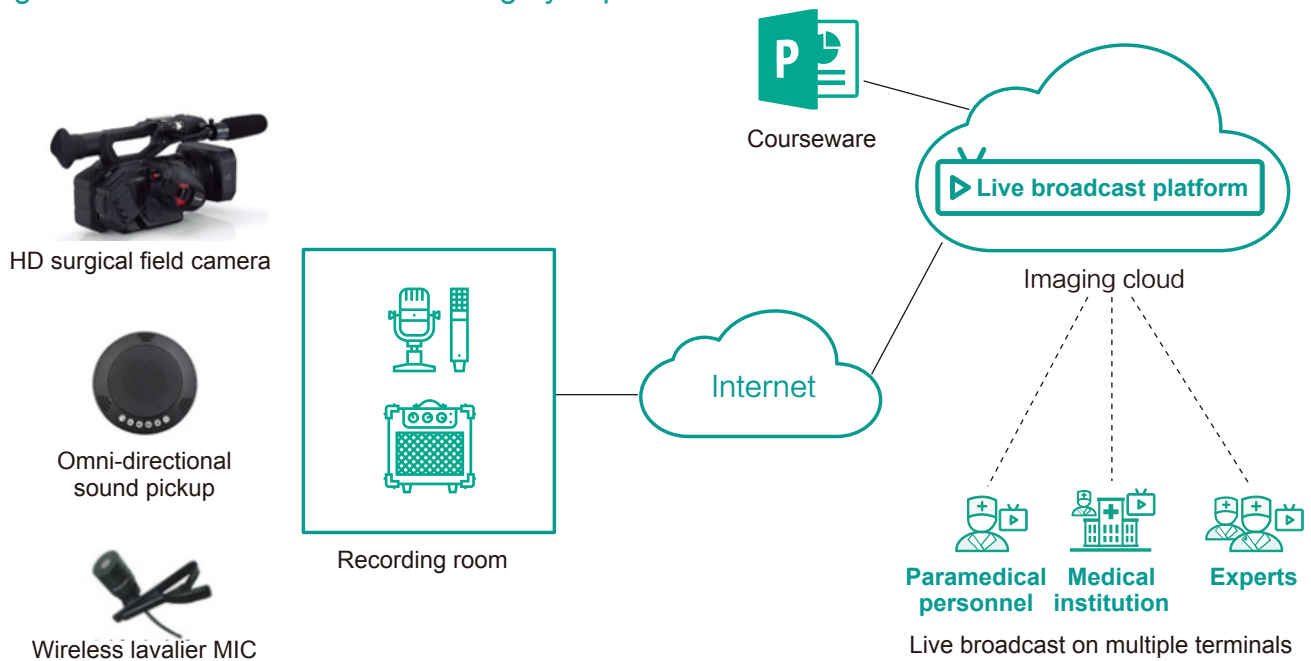 P
Courseware
Live broadcast platform
HD surgical field camera
Imaging cloud
Internet
Omni-directional
sound pickup
Recording room
Paramedical
personnel
Medical
institution
Experts
Wireless lavalier MIC
Live broadcast on multiple terminals